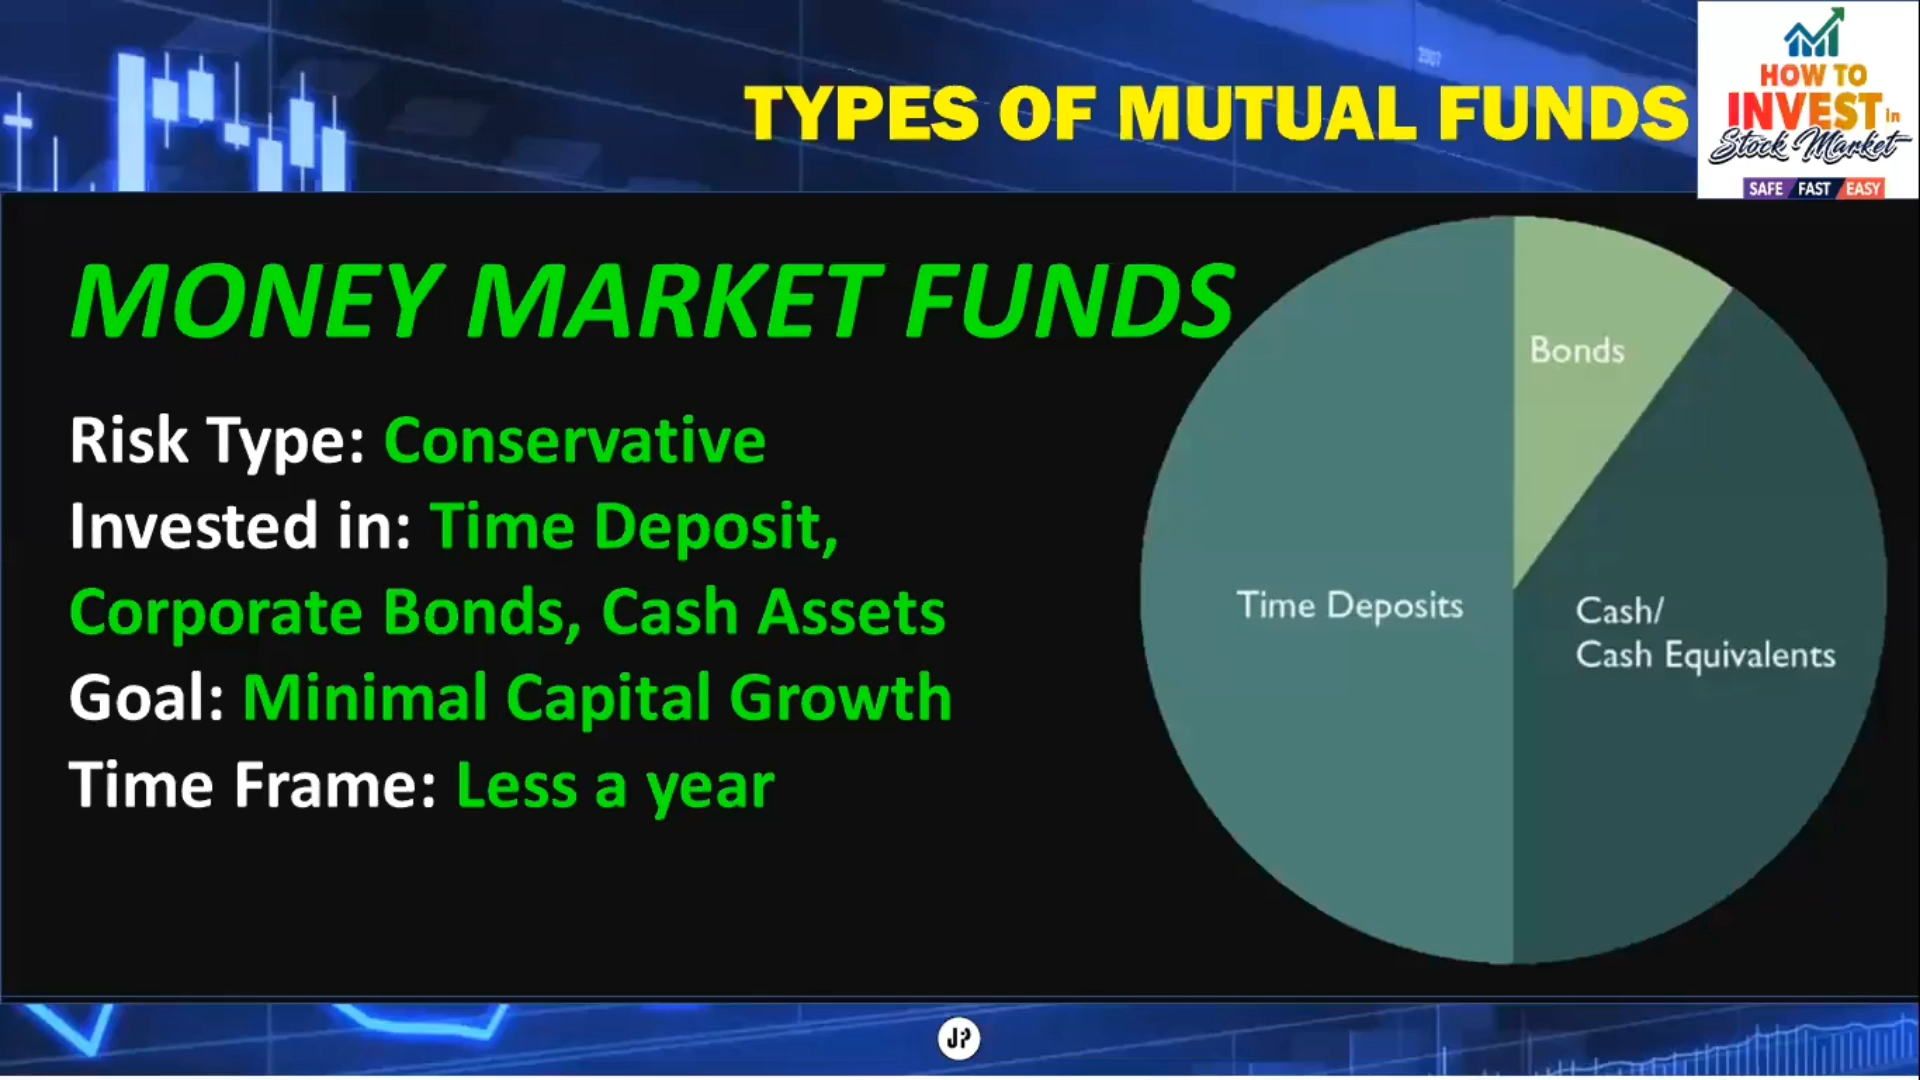 2007
TYPES OF MUTUAL FUNDS
HOW TO
INVEST in
Stock Market
SAFE FAST EASY
MONEY MARKET FUNDS
Risk Type: Conservative
Invested in: Time Deposit,
Corporate Bonds, Cash Assets
Goal: Minimal Capital Growth
Time Frame: Less a year
Bonds
Time Deposits
Cash/
Cash Equivalents
JP